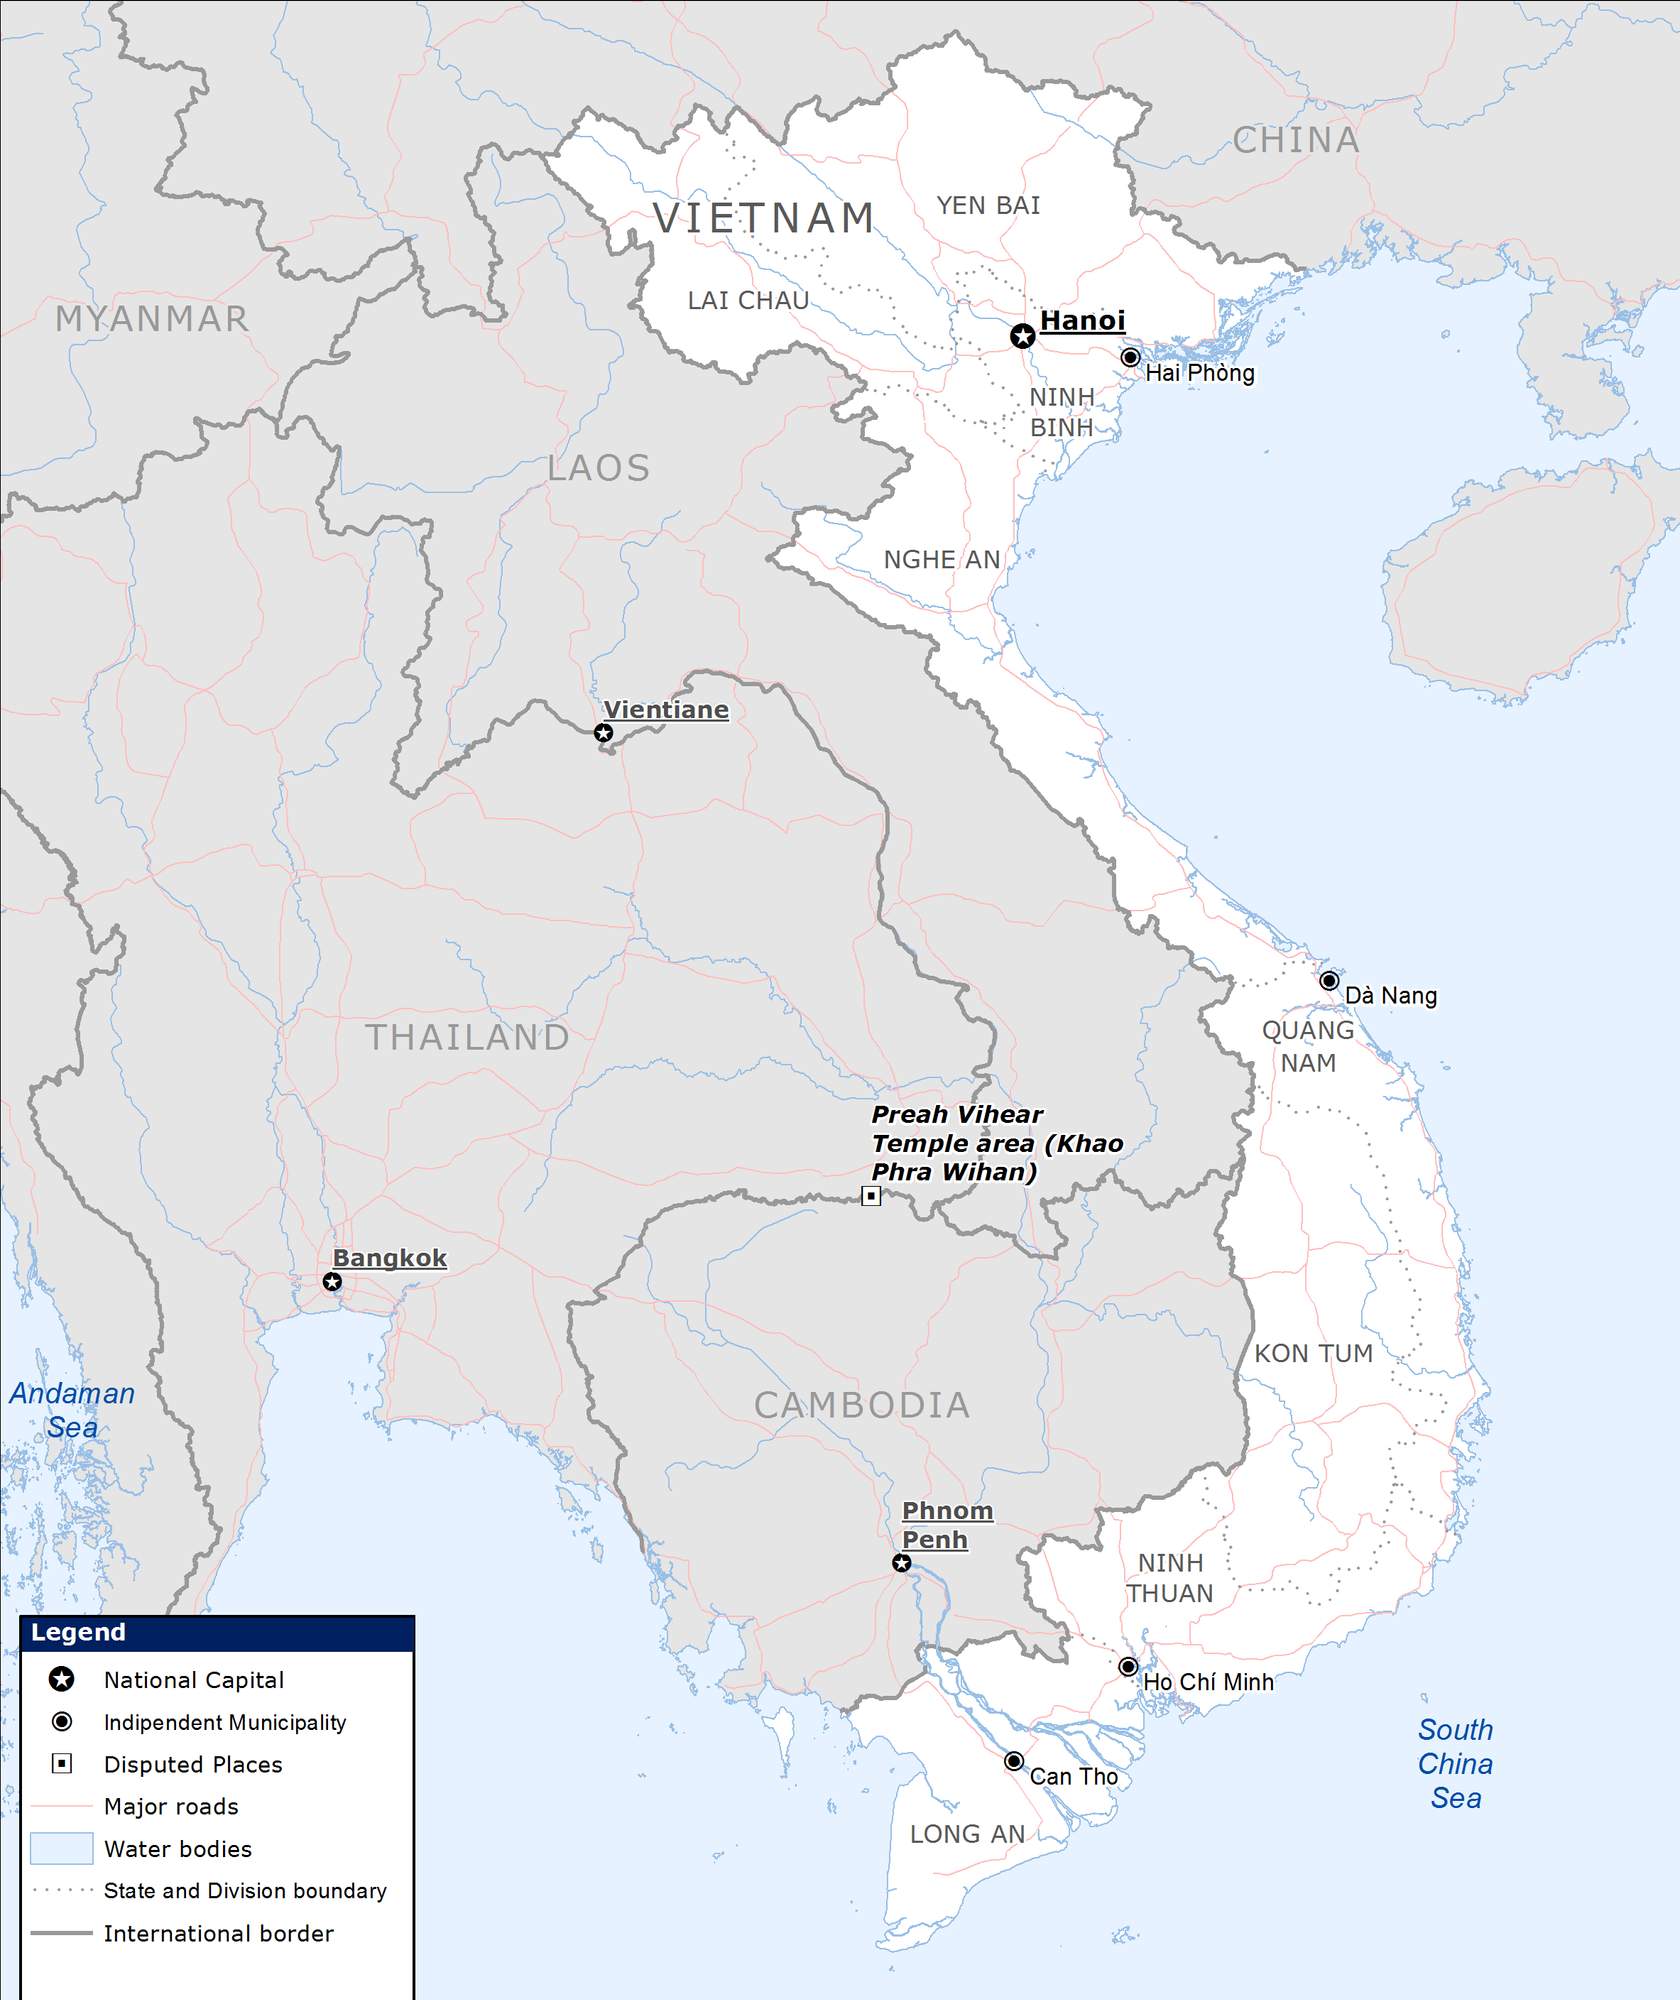 CHINA
YEN BAI
VIETNAM
LAI CHAU
MYANMAR
Hanoi
Hai Phòng
NINH
BINH
LAOS
NGHE AN
Vientiane
Dà Nang
QUANG
NAM
THAILAND
Preah Vihear
Temple area (Khao
Phra Wihan)
Bangkok
KON TUM
Andaman
Sea
CAMBODIA
Phnom
Penh
NINH
THUAN
Ho Chí Minh
South
China
Sea
Can Tho
LONG AN
Legend
National Capital
Indipendent Municipality
Disputed Places
Major roads
Water bodies
State and Division boundary
International border